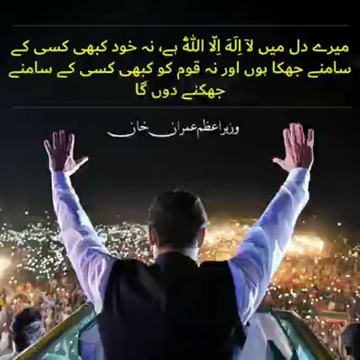 میرے دل میں لَآ اِلٰهَ اِلَّا اللّٰهُ ہے، نہ خود کبھی کسی کے
سامنے جھکا ہوں اور نہ قوم کو کبھی کسی کے سامنے
جھکنے دوں گا
وزیراعظم عمران خان